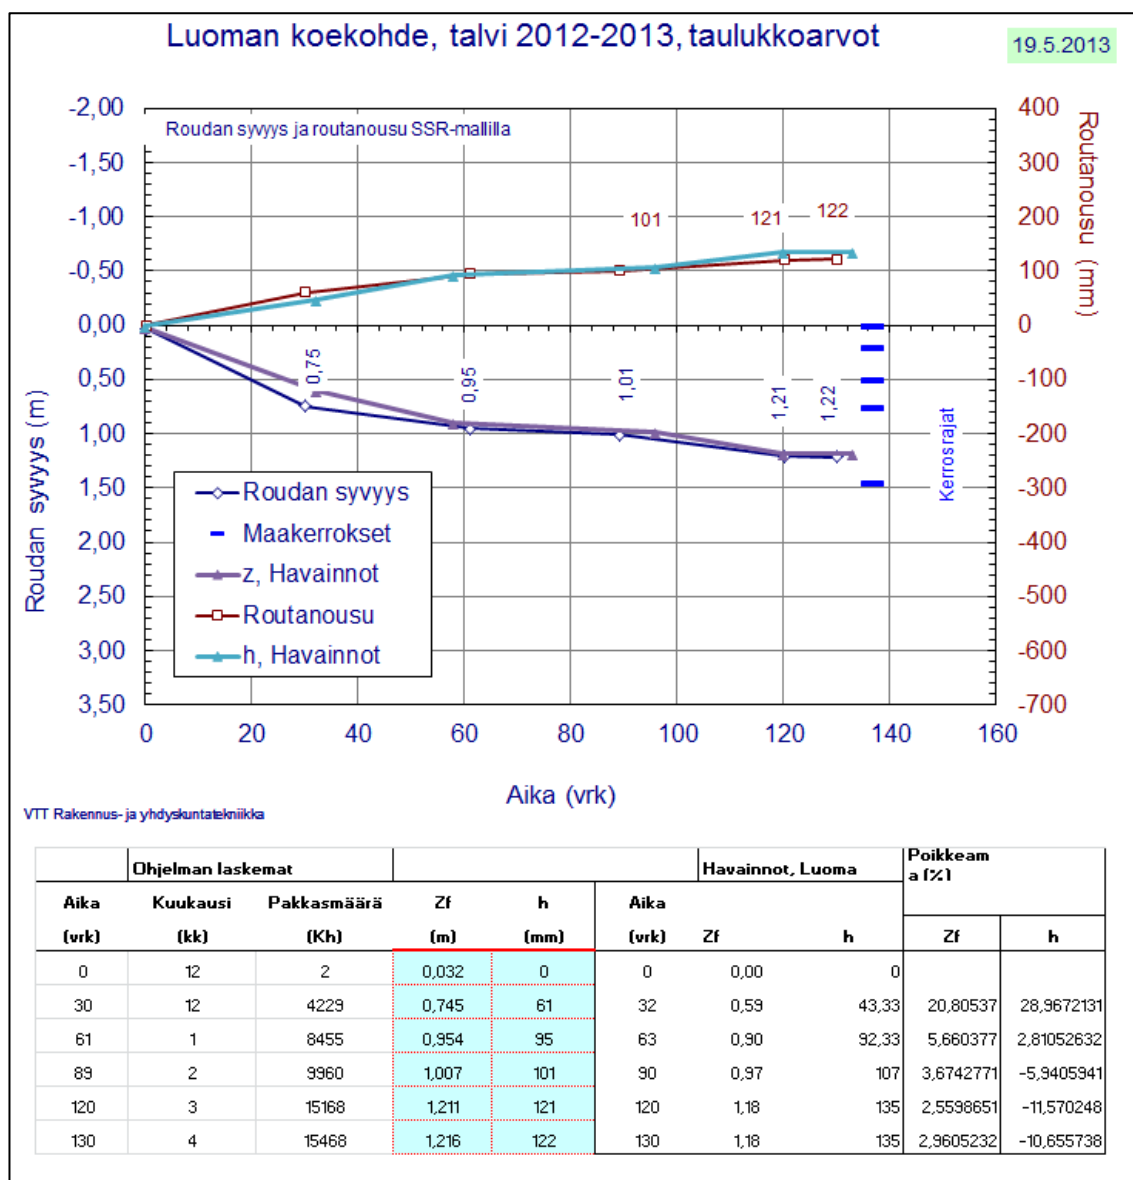 Luoman koekohde, talvi 2012-2013, taulukkoarvot
19.5.2013
Roudan syvyys ja routanousu SSR-mallilla
-2,00
-1,50
-1,00
-0,50
0,00
0,50
1,00
1,50
2,00
2,50
3,00
3,50
Roudan syvyys (m)
400
300
200
100
0
-100
-200
-300
-400
-500
-600
-700
Routanousu (mm)
101
121
122
0,75
0,95
1,01
1,21
1,22
Kerrosrajat
Roudan syvyys
Maakerrokset
z, Havainnot
Routanousu
h, Havainnot
0 20 40 60 80 100 120 140 160
Aika (vrk)
VTT Rakennus- ja yhdyskuntatekniikka
Ohjelman laskemat Havainnot, Luoma Poikkeam
a (%)
Aika Kuukausi Pakkasmäärä Zf h Aika
(vrk) (kk) (Kh) (m) (mm) (vrk) Zf h Zf h
0 12 2 0,032 0 0 0,00 0
30 12 4229 0,745 61 32 0,59 43,33 20,80537 28,9672131
61 1 8455 0,954 95 63 0,90 92,33 5,660377 2,81052632
89 2 9960 1,007 101 90 0,97 107 3,6742771 -5,9405941
120 3 15168 1,211 121 120 1,18 135 2,5598651 -11,570248
130 4 15468 1,216 122 130 1,18 135 2,9605232 -10,655738